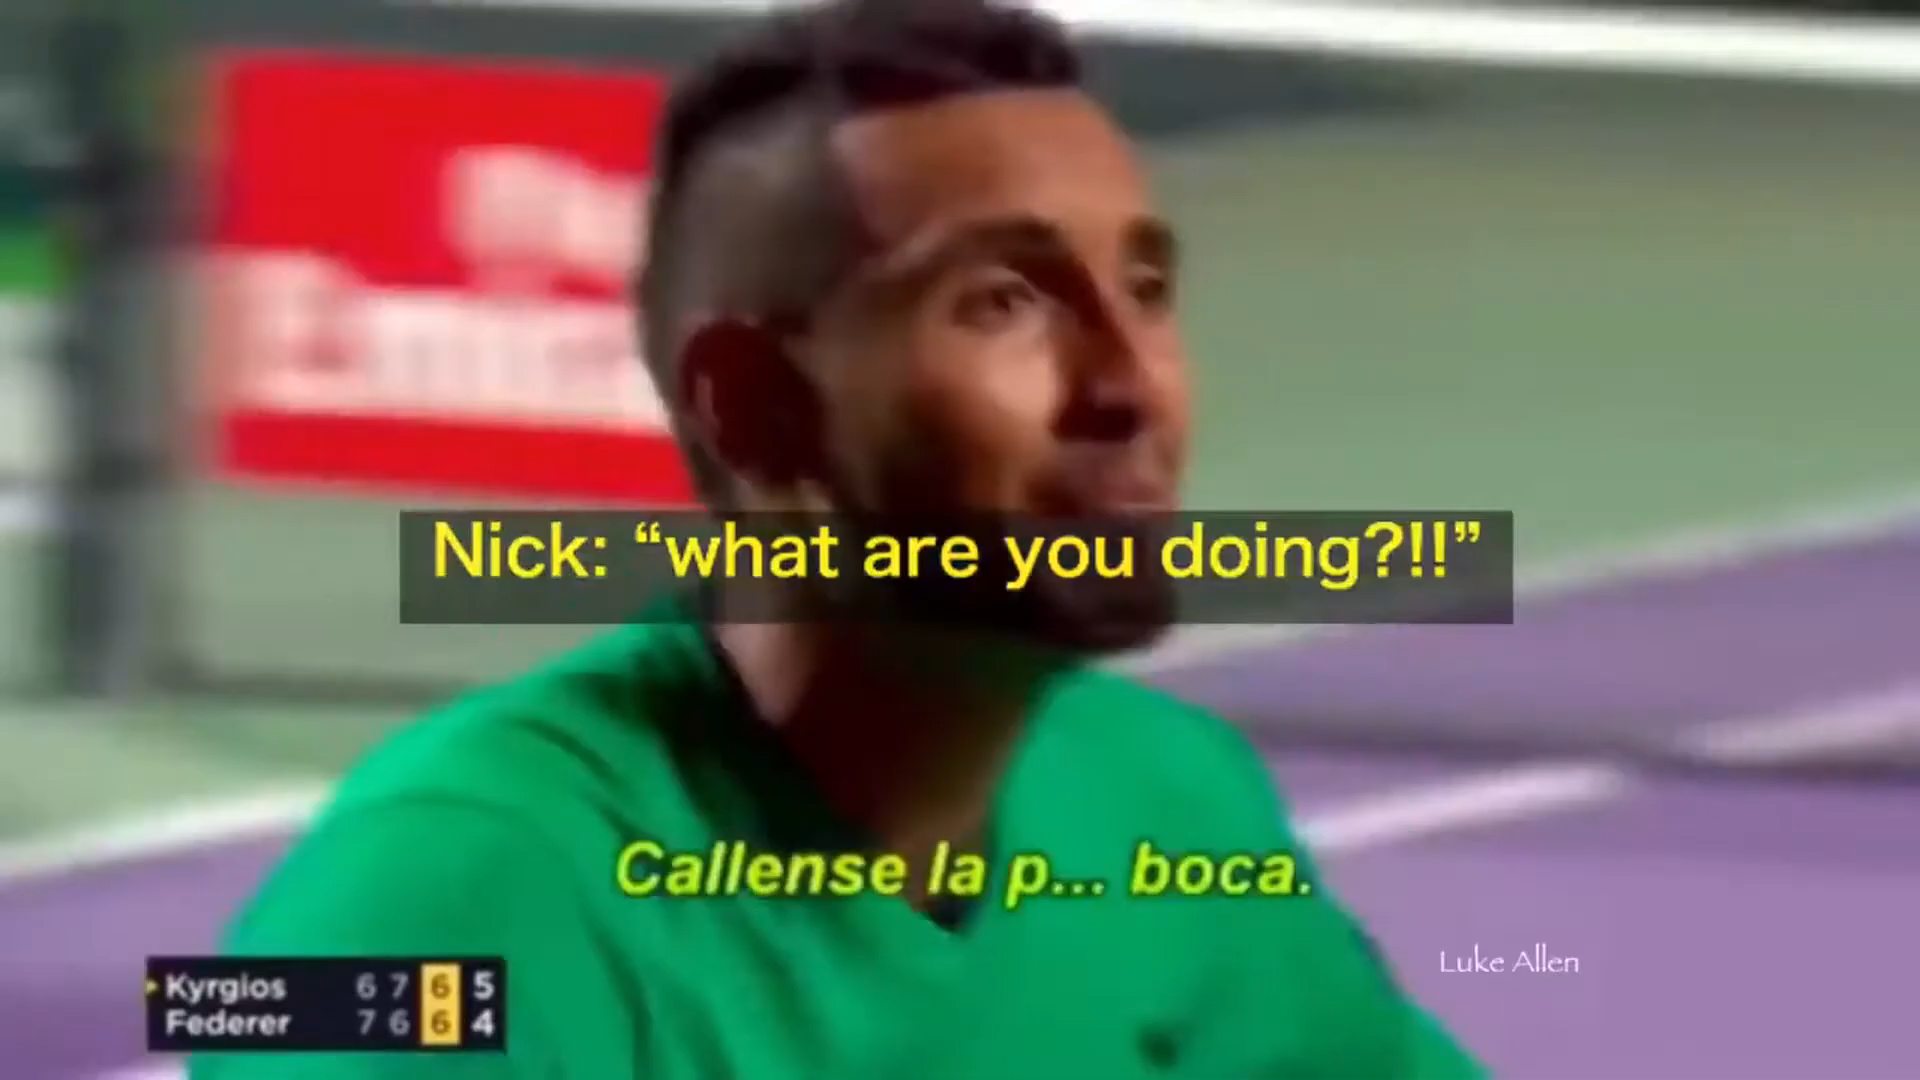 Nick: “what are you doing?!!”
Callense la p... boca.
Luke Allen
Kyrgios 6 7 6 5
Federer 7 6 6 4